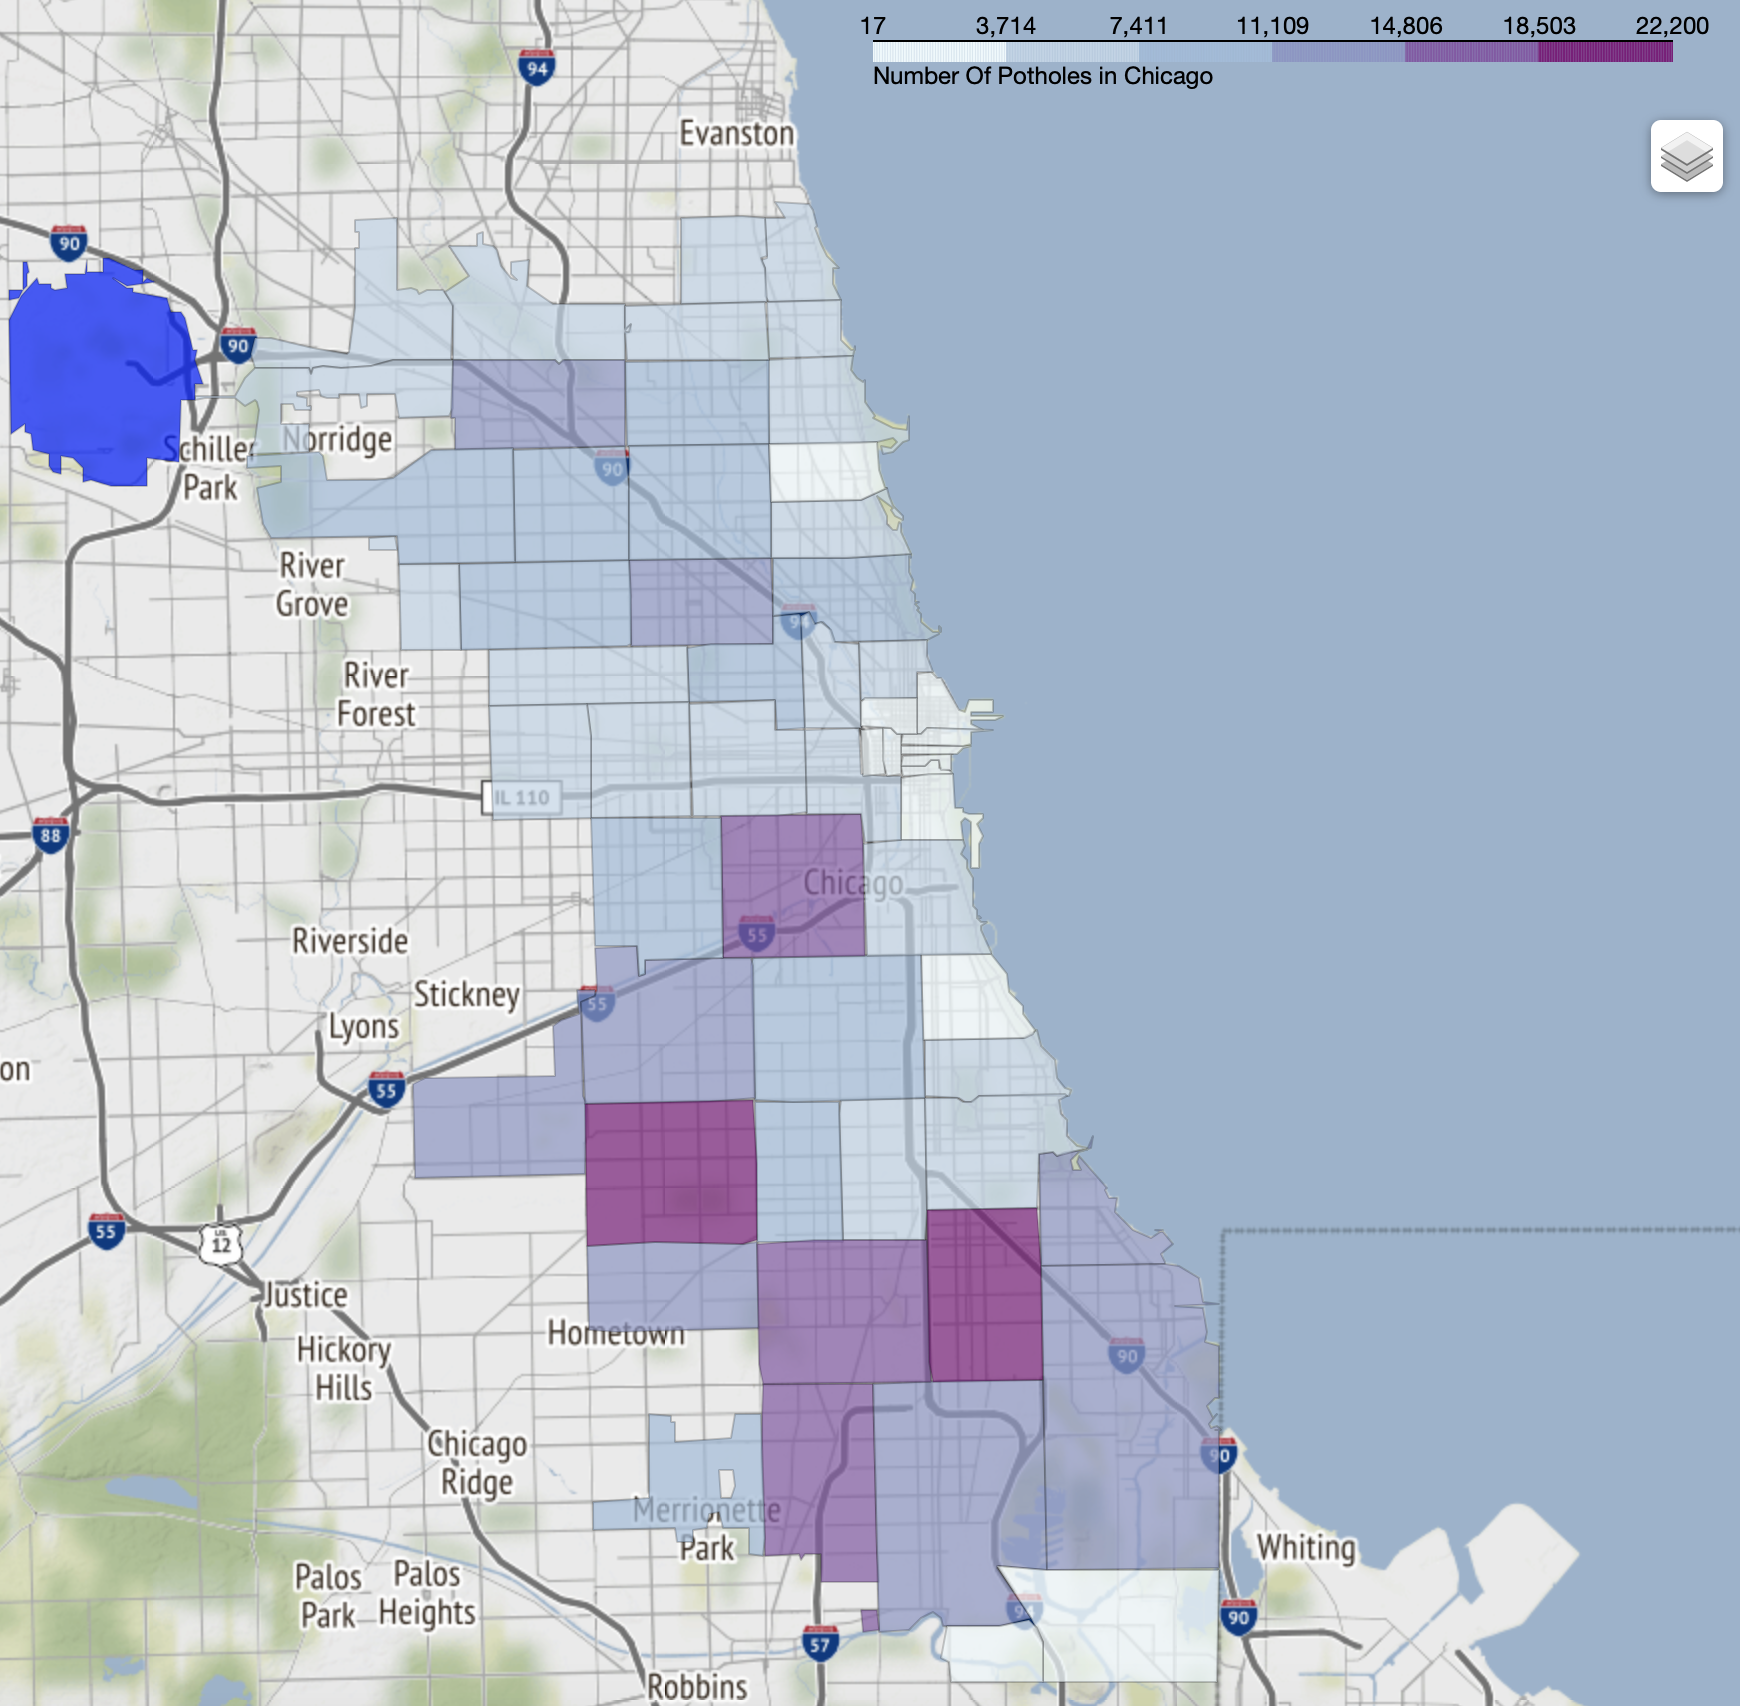 17 3,714 7,411 11,109 14,806 18,503 22,200
Number Of Potholes in Chicago
94
Evanston
90
90
Schiller
Park
Norridge
90
River
Grove
94
River
Forest
IL 110
88
Chicago
55
Riverside
Stickney
55
Lyons
on
55
55
US
12
Justice
Hometown
Hickory
Hills
90
Chicago
Ridge
90
Merrionette
Park
Whiting
Palos
Park
Palos
Heights
94
90
57
Robbins